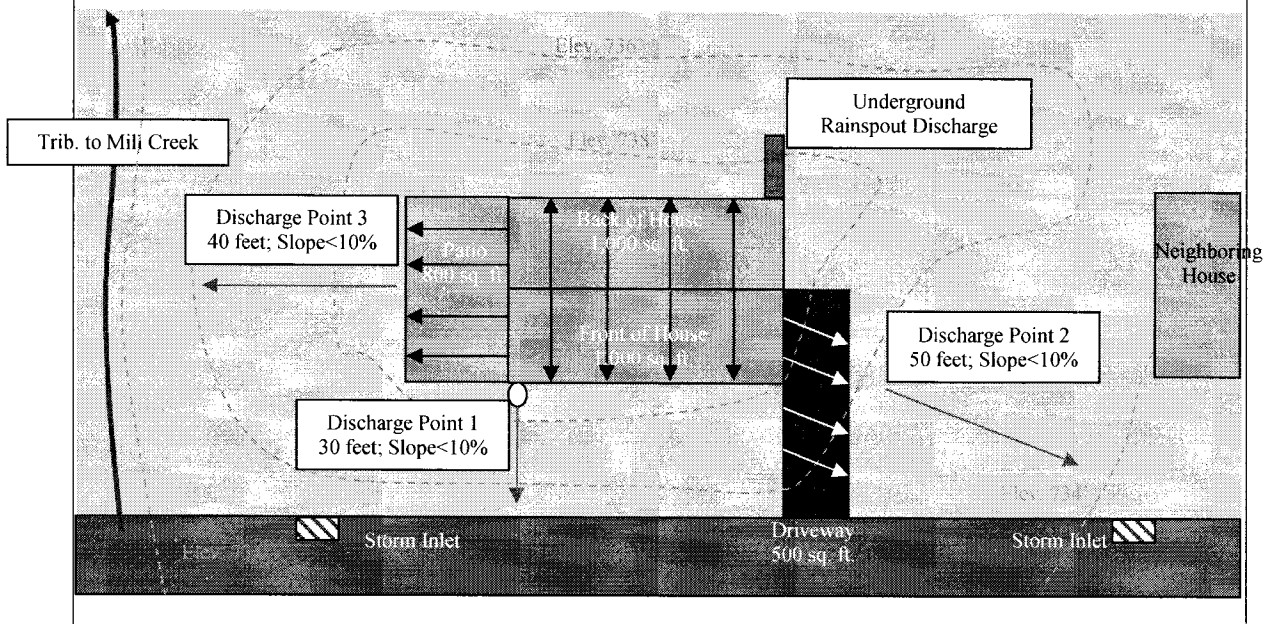 Elev. 736
Underground
Rainspout Discharge
Elev. 738
Trib. to Mill Creek
Discharge Point 3
40 feet; Slope<10%
Back of House
1,000 sq. ft.
Patio
sq. ft.
Neighboring
House
Front of House
1,000 sq. ft.
Discharge Point 2
50 feet; Slope<10%
Discharge Point 1
30 feet; Slope<10%
Elev. 734
Storm Inlet
Driveway
500 sq. ft.
Storm Inlet